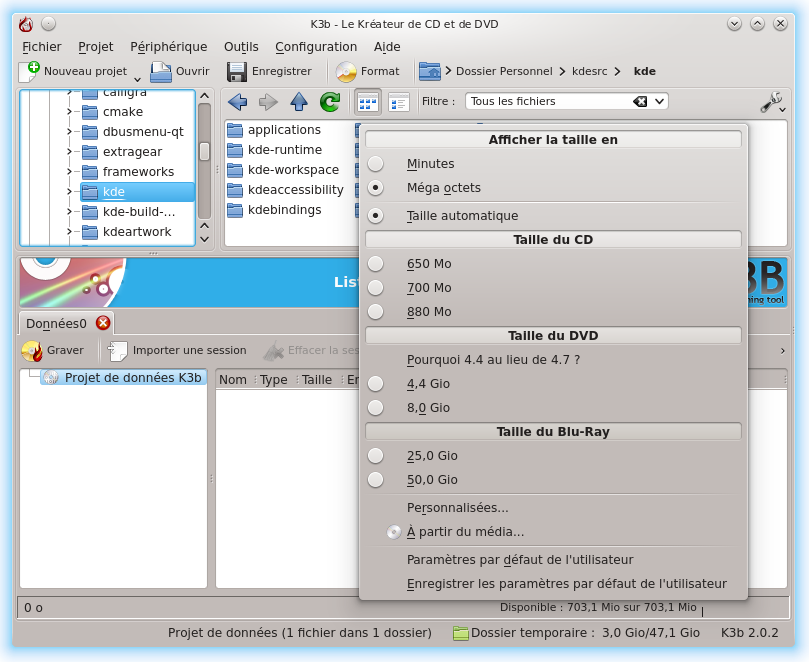 K3b - Le Kréateur de CD et de DVD
Fichier Projet Périphérique Outils Configuration Aide
Nouveau projet Ouvrir Enregistrer Format Dossier Personnel kdesrc kde
calligra
cmake
dbusmenu-qt
extragear
frameworks
kde
kde-build-...
kdeartwork
Filtre : Tous les fichiers
applications
kde-runtime
kde-workspace
kdeaccessibility
kdebindings
Afficher la taille en
Minutes
Méga octets
Taille automatique
Taille du CD
650 Mo
700 Mo
880 Mo
Taille du DVD
Pourquoi 4.4 au lieu de 4.7 ?
4,4 Gio
8,0 Gio
Taille du Blu-Ray
25,0 Gio
50,0 Gio
Personnalisées...
À partir du média...
Paramètres par défaut de l'utilisateur
Enregistrer les paramètres par défaut de l'utilisateur
List
3B
ning tool
Données0
Graver Importer une session Effacer la ses
Projet de données K3b
Nom Type Taille En
0 o
Disponible : 703,1 Mio sur 703,1 Mio
Projet de données (1 fichier dans 1 dossier) Dossier temporaire : 3,0 Gio/47,1 Gio K3b 2.0.2